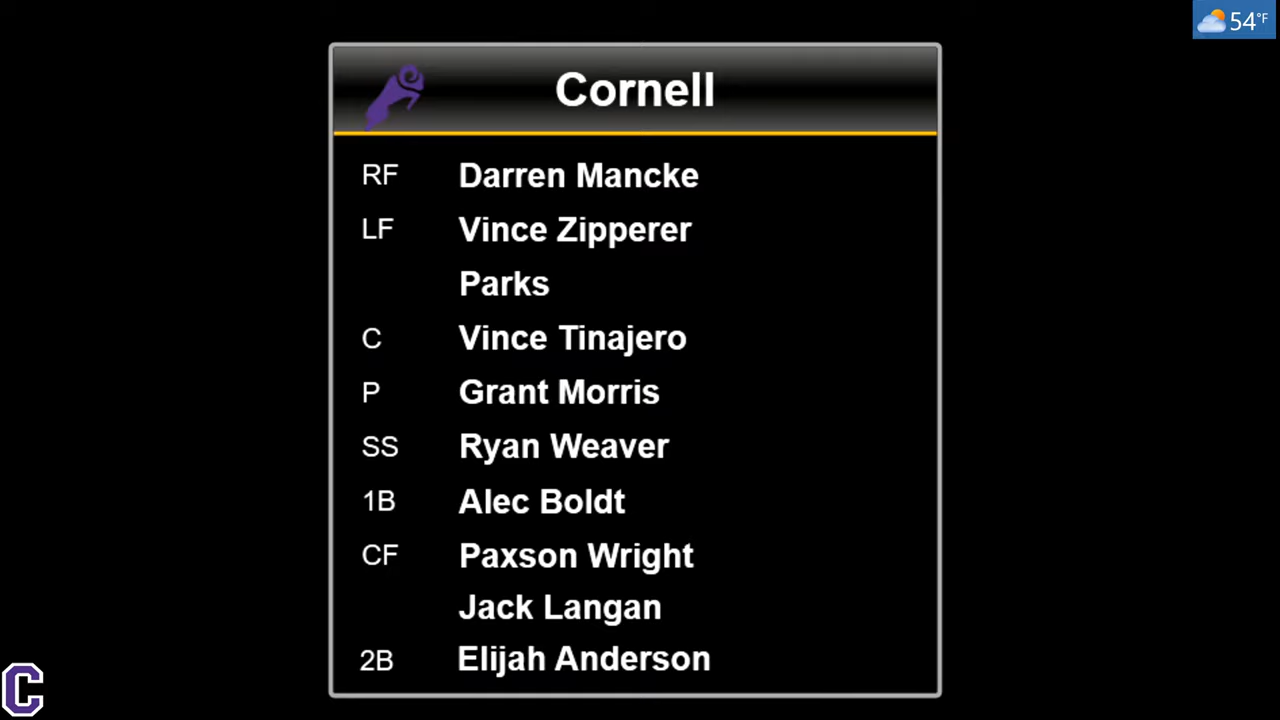 54°F
Cornell
RF Darren Mancke
LF Vince Zipperer
Parks
C Vince Tinajero
P Grant Morris
SS Ryan Weaver
1B Alec Boldt
CF Paxson Wright
Jack Langan
2B Elijah Anderson
C